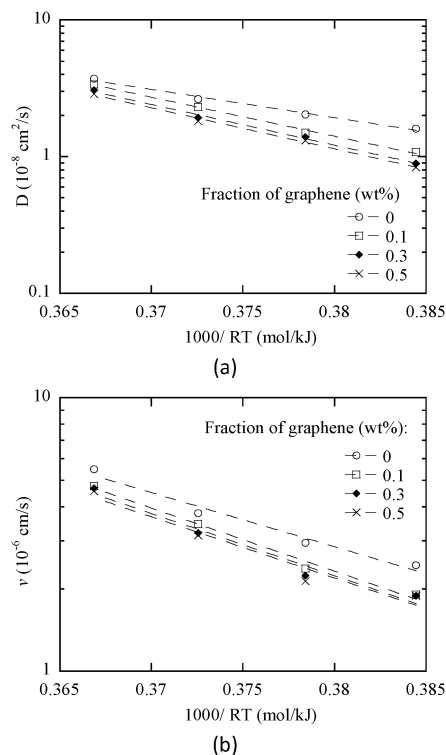 10
1
0.1
D (10⁻⁸ cm²/s)
Fraction of graphene (wt%)
0
0.1
0.3
0.5
0.365 0.37 0.375 0.38 0.385
1000/ RT (mol/kJ)
(a)
10
1
v (10⁻⁶ cm/s)
Fraction of graphene (wt%):
0
0.1
0.3
0.5
0.365 0.37 0.375 0.38 0.385
1000/ RT (mol/kJ)
(b)